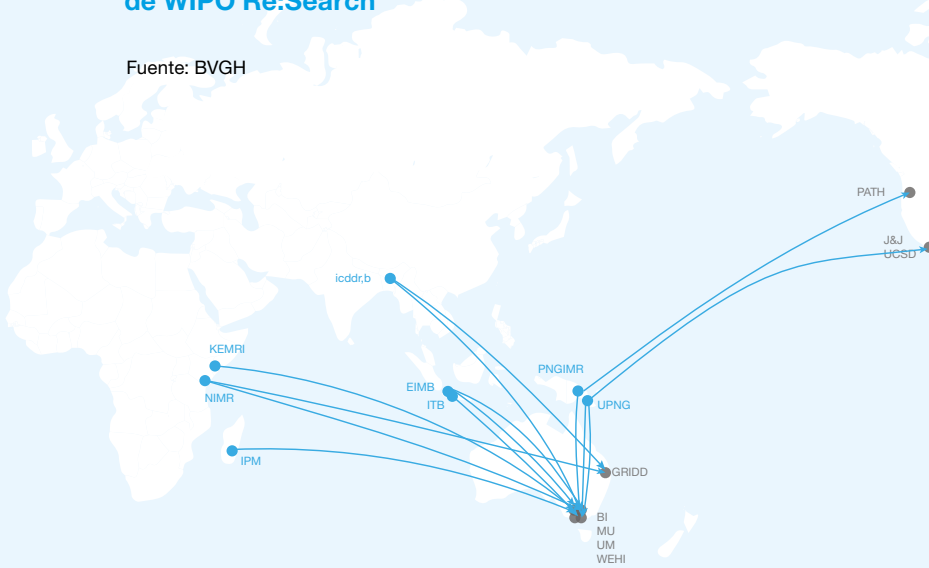 de WIPO Re:Search
Fuente: BVGH
PATH
J&J
UCSD
icddr,b
KEMRI
NIMR
EIMB
ITB
PNGIMR
UPNG
IPM
GRIDD
BI
MU
UM
WEHI